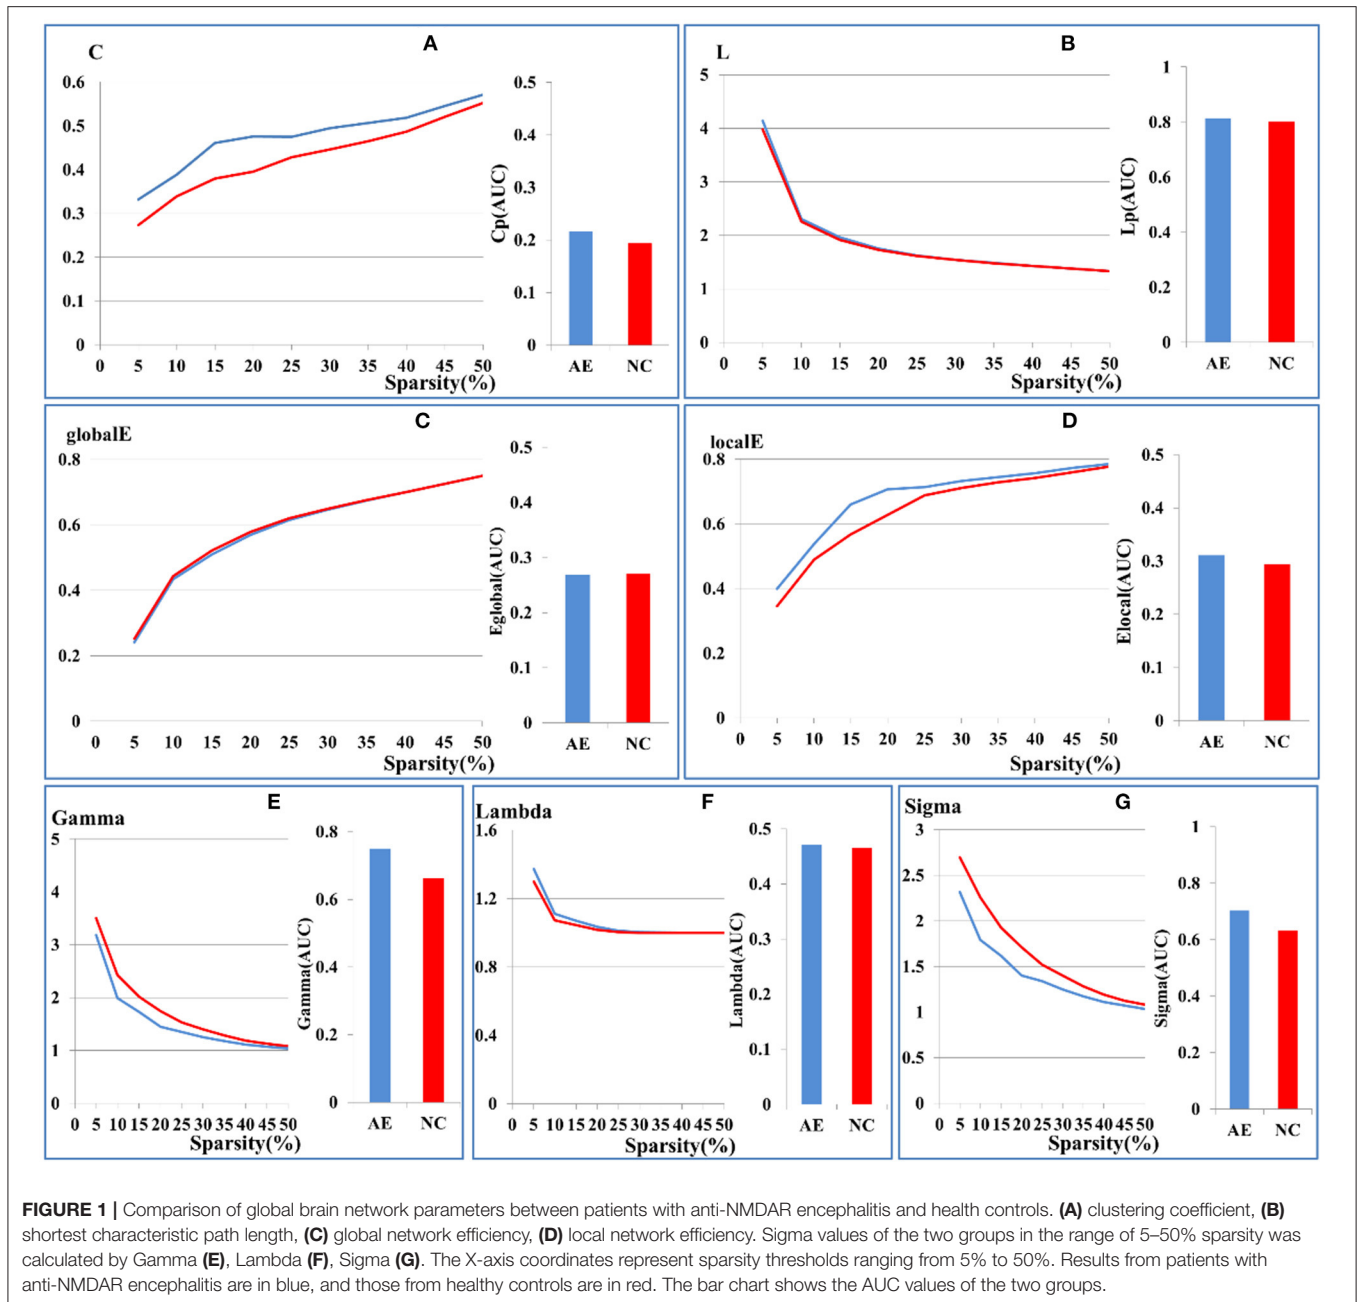 A
C
0.6
0.5
0.4
0.3
0.2
0.1
0
0 5 10 15 20 25 30 35 40 45 50
Sparsity(%)
Cp(AUC)
0.5
0.4
0.3
0.2
0.1
0
AE NC
B
L
5
4
3
2
1
0
0 5 10 15 20 25 30 35 40 45 50
Sparsity(%)
Lp(AUC)
1
0.8
0.6
0.4
0.2
0
AE NC
C
globalE
0.8
0.6
0.4
0.2
0
0 5 10 15 20 25 30 35 40 45 50
Sparsity(%)
Eglobal(AUC)
0.5
0.4
0.3
0.2
0.1
0
AE NC
D
localE
0.8
0.6
0.4
0.2
0
0 5 10 15 20 25 30 35 40 45 50
Sparsity(%)
Elocal(AUC)
0.5
0.4
0.3
0.2
0.1
0
AE NC
E
Gamma
5
4
3
2
1
0
0 5 10 15 20 25 30 35 40 45 50
Sparsity(%)
Gamma(AUC)
0.8
0.6
0.4
0.2
0
AE NC
F
Lambda
1.6
1.2
0.8
0.4
0
0 5 10 15 20 25 30 35 40 45 50
Sparsity(%)
Lambda(AUC)
0.5
0.4
0.3
0.2
0.1
0
AE NC
G
Sigma
3
2.5
2
1.5
1
0.5
0
0 5 10 15 20 25 30 35 40 45 50
Sparsity(%)
Sigma(AUC)
1
0.8
0.6
0.4
0.2
0
AE NC
FIGURE 1 | Comparison of global brain network parameters between patients with anti-NMDAR encephalitis and health controls. (A) clustering coefficient, (B)
shortest characteristic path length, (C) global network efficiency, (D) local network efficiency. Sigma values of the two groups in the range of 5–50% sparsity was
calculated by Gamma (E), Lambda (F), Sigma (G). The X-axis coordinates represent sparsity thresholds ranging from 5% to 50%. Results from patients with
anti-NMDAR encephalitis are in blue, and those from healthy controls are in red. The bar chart shows the AUC values of the two groups.